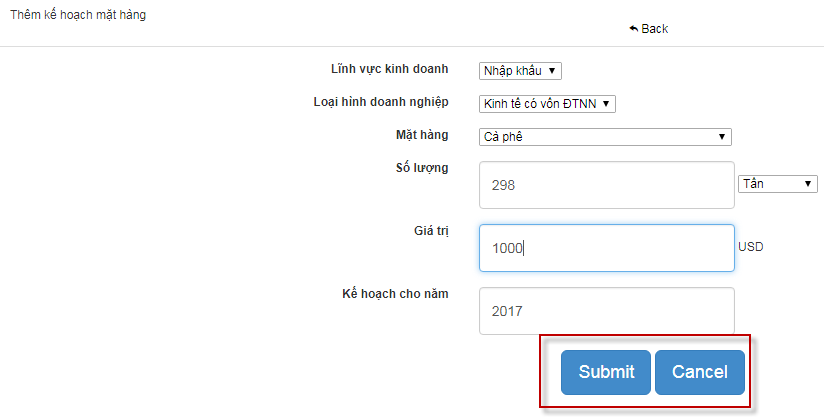 Thêm kế hoạch mặt hàng
Back
Lĩnh vực kinh doanh Nhập khẩu
Loại hình doanh nghiệp Kinh tế có vốn ĐTNN
Mặt hàng Cà phê
Số lượng 298 Tấn
Giá trị 1000 USD
Kế hoạch cho năm 2017
Submit Cancel